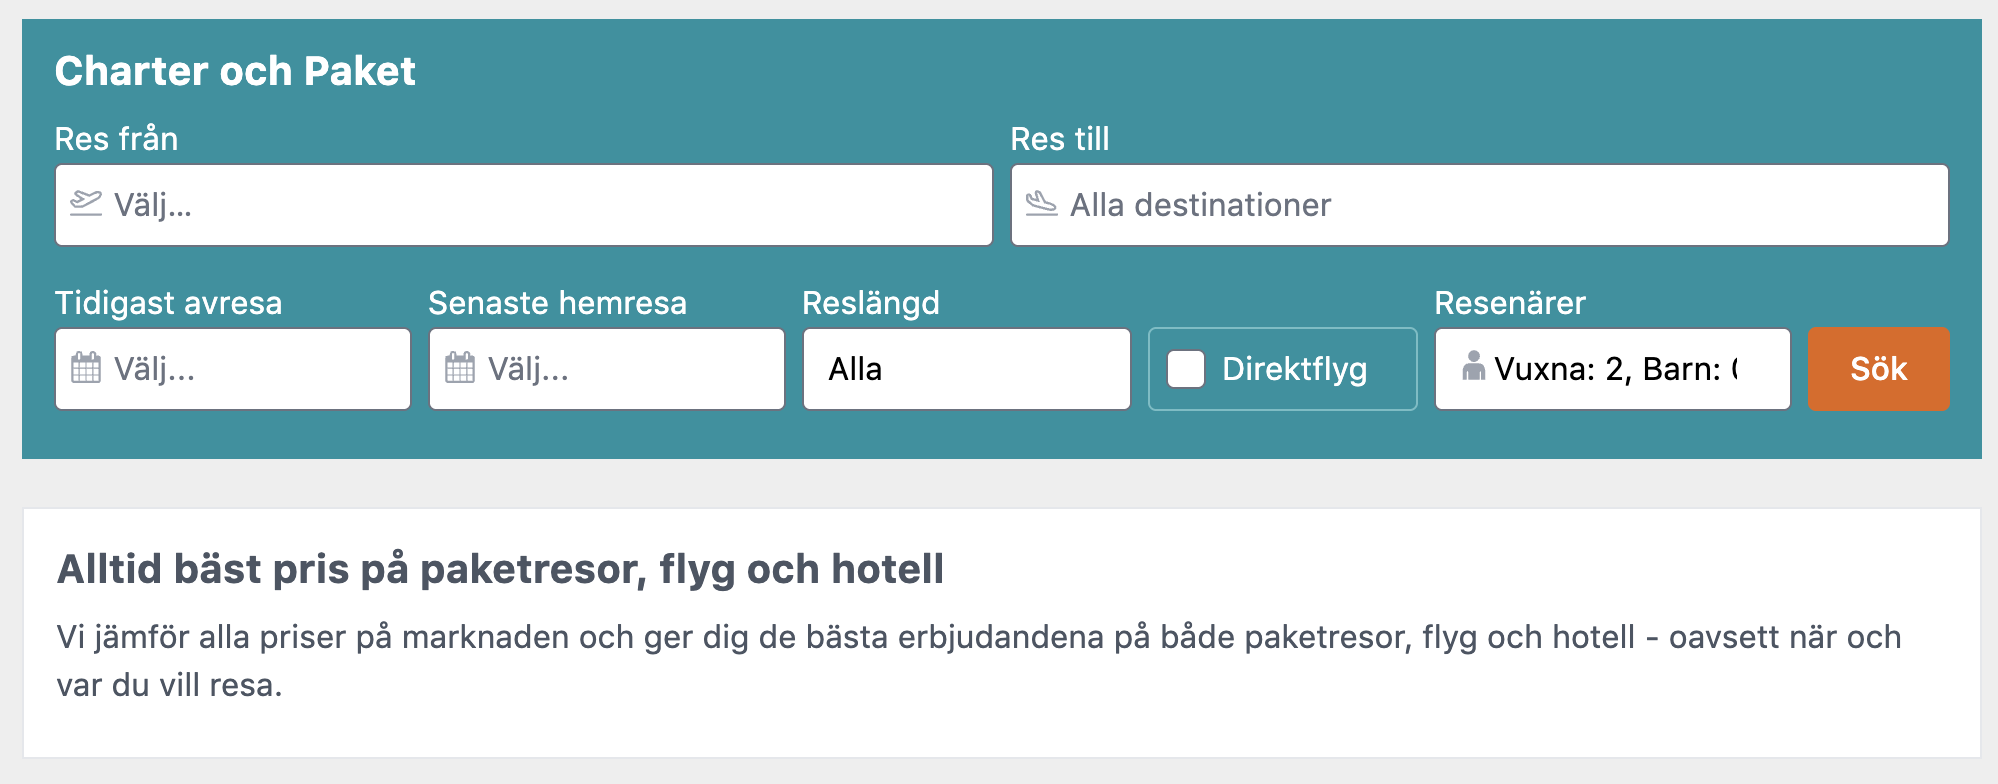 Charter och Paket
Res från
Res till
Välj...
Alla destinationer
Tidigast avresa
Senaste hemresa
Reslängd
Resenärer
Välj...
Välj...
Alla
Direktflyg
Vuxna: 2, Barn:
Sök
Alltid bäst pris på paketresor, flyg och hotell
Vi jämför alla priser på marknaden och ger dig de bästa erbjudandena på både paketresor, flyg och hotell - oavsett när och
var du vill resa.